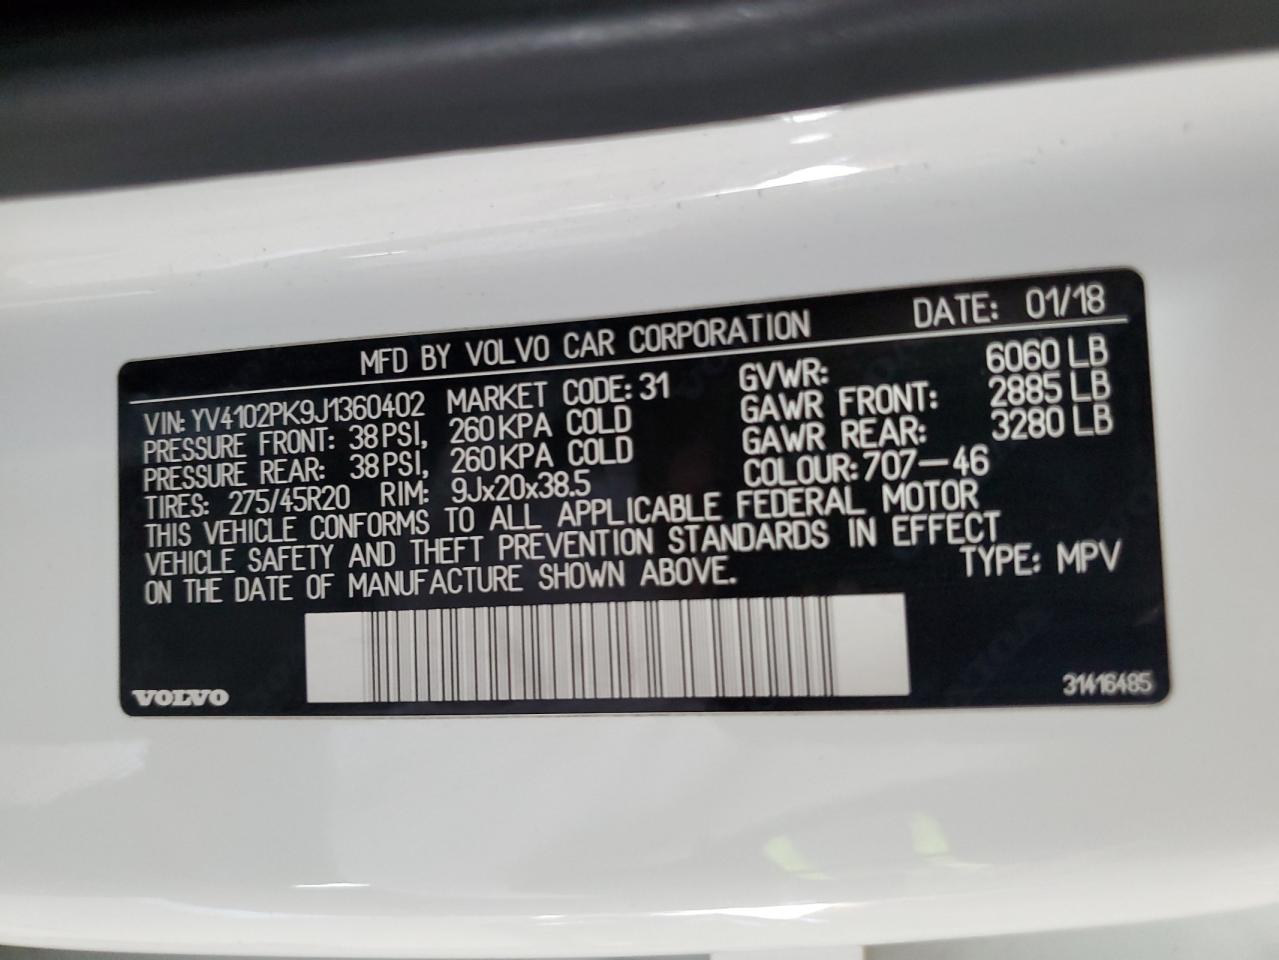 MFD BY VOLVO CAR CORPORATION DATE: 01/18
VIN: YV4102PK9J1360402 MARKET CODE: 31 GVWR: 6060 LB
PRESSURE FRONT: 38 PSI, 260 KPA COLD GAWR FRONT: 2885 LB
PRESSURE REAR: 38 PSI, 260 KPA COLD GAWR REAR: 3280 LB
TIRES: 275/45R20 RIM: 9Jx20x38.5 COLOUR: 707-46
THIS VEHICLE CONFORMS TO ALL APPLICABLE FEDERAL MOTOR
VEHICLE SAFETY AND THEFT PREVENTION STANDARDS IN EFFECT
ON THE DATE OF MANUFACTURE SHOWN ABOVE. TYPE: MPV
VOLVO 31416485